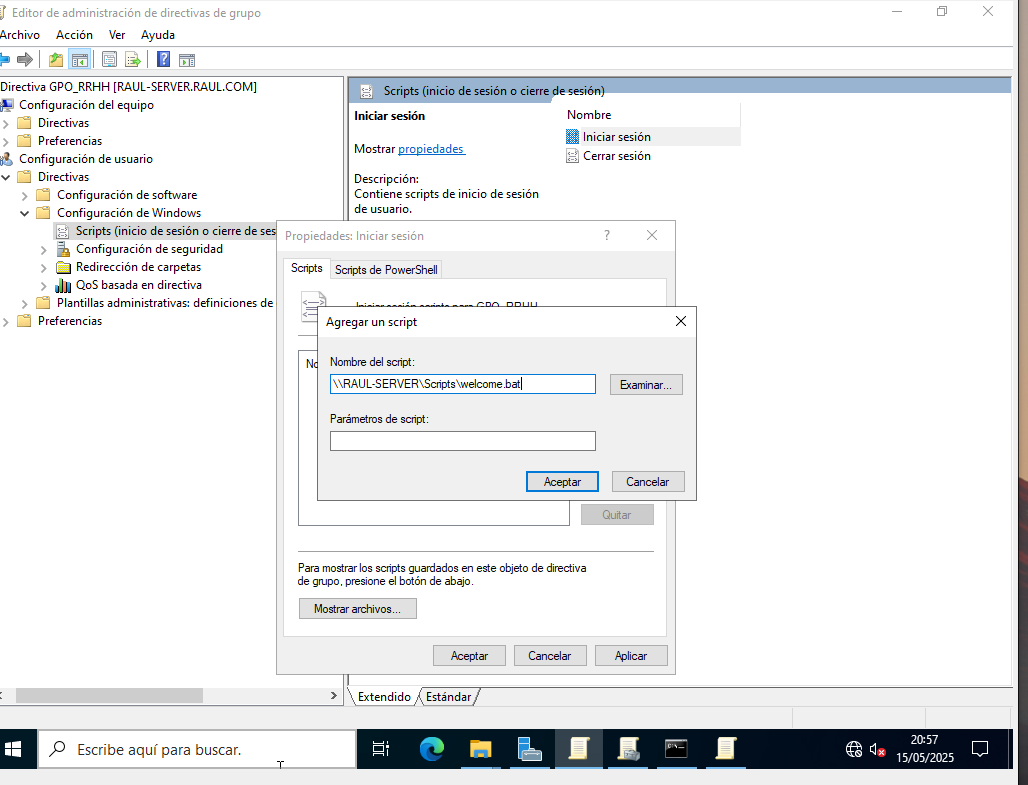 Editor de administración de directivas de grupo
Archivo Acción Ver Ayuda
Directiva GPO_RRHH [RAUL-SERVER.RAUL.COM]
Configuración del equipo
Directivas
Preferencias
Configuración de usuario
Directivas
Configuración de software
Configuración de Windows
Scripts (inicio de sesión o cierre de ses
Configuración de seguridad
Redirección de carpetas
QoS basada en directiva
Plantillas administrativas: definiciones de
Preferencias
Scripts (inicio de sesión o cierre de sesión)
Iniciar sesión
Mostrar propiedades
Descripción:
Contiene scripts de inicio de sesión
de usuario.
Nombre
Iniciar sesión
Cerrar sesión
Propiedades: Iniciar sesión
?
Scripts Scripts de PowerShell
Iniciar sesión scripts para GPO_RRHH
No
Agregar un script
Nombre del script:
\\RAUL-SERVER\Scripts\welcome.bat
Examinar...
Parámetros de script:
Aceptar Cancelar
Quitar
Para mostrar los scripts guardados en este objeto de directiva
de grupo, presione el botón de abajo.
Mostrar archivos...
Aceptar Cancelar Aplicar
Extendido Estándar
Escribe aquí para buscar.
20:57
15/05/2025